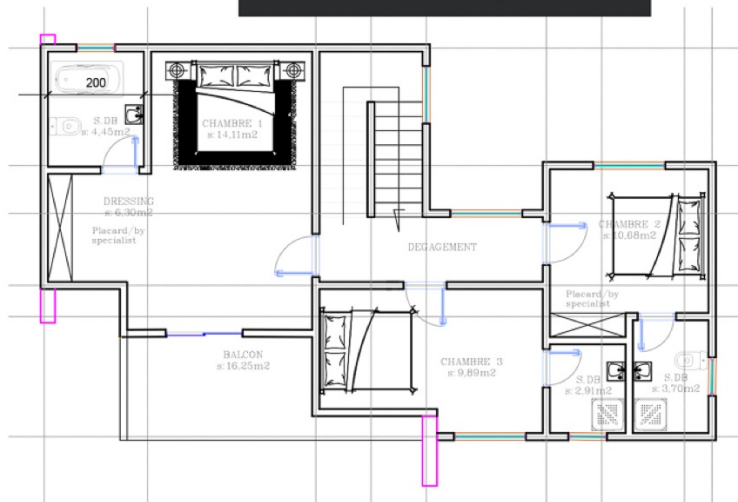 200
S.DB
s: 4,45m2
CHAMBRE 1
s: 14,11m2
DRESSING
s: 6,30m2
Placard/by
specialist
DEGAGEMENT
CHAMBRE 2
s: 10,68m2
Placard/by
specialist
BALCON
s: 16,25m2
CHAMBRE 3
s: 9,89m2
S.DB
s: 2,91m2
S.DB
s: 3,70m2